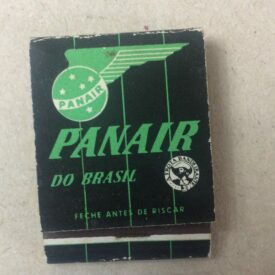 PANAIR
PANAIR
DO BRASIL
FECHE ANTES DE RISCAR